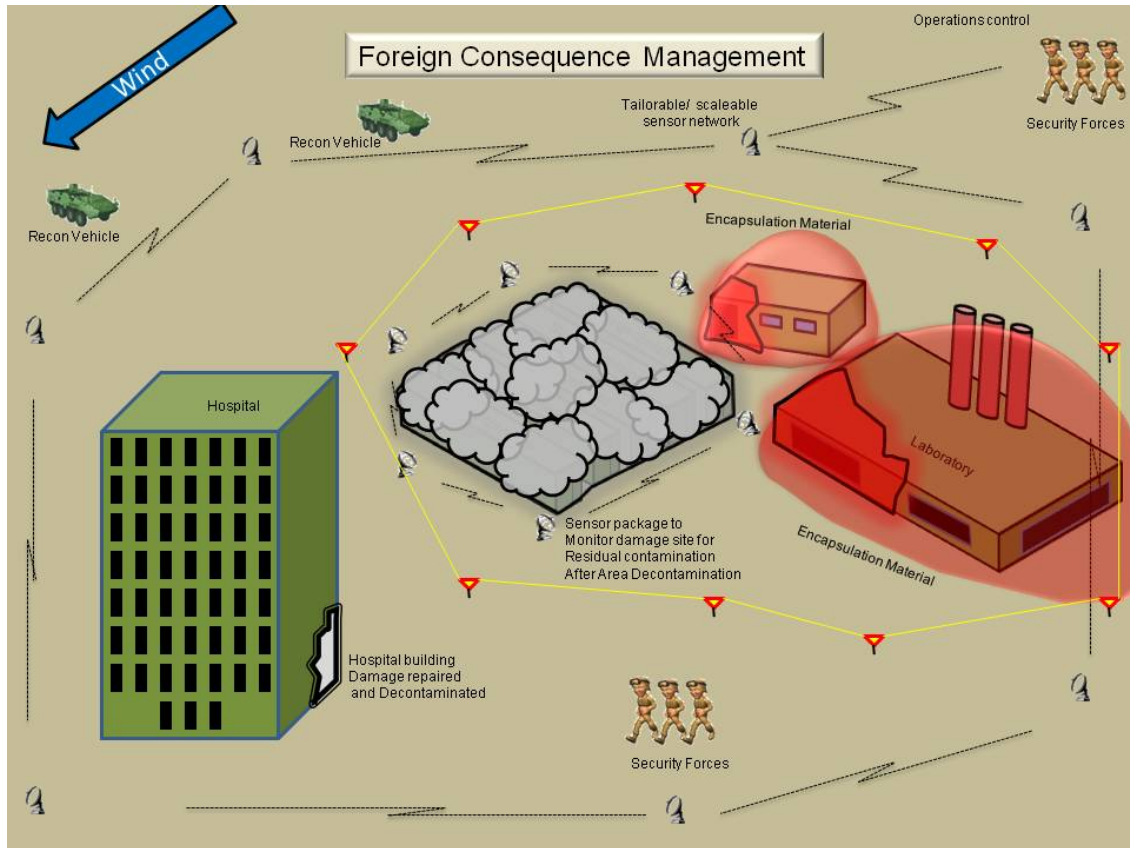 Operations control
Wind
Foreign Consequence Management
Tailorable/ scaleable
sensor network
Security Forces
Recon Vehicle
Recon Vehicle
Encapsulation Material
Hospital
Laboratory
Encapsulation Material
Sensor package to
Monitor damage site for
Residual contamination
After Area Decontamination
Hospital building
Damage repaired
and Decontaminated
Security Forces